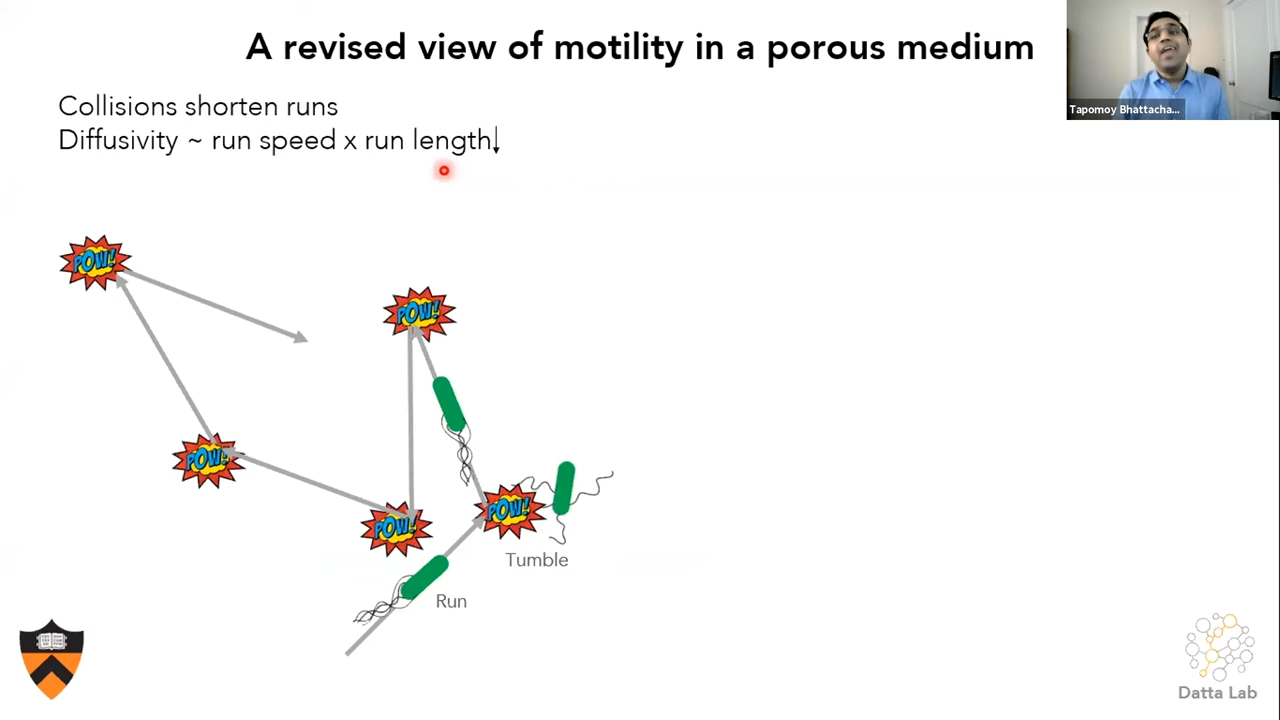 A revised view of motility in a porous medium
Tapomoy Bhattacha...
Collisions shorten runs
Diffusivity ~ run speed x run length↓
POW!
POW!
POW!
POW!
POW!
Tumble
Run
Datta Lab